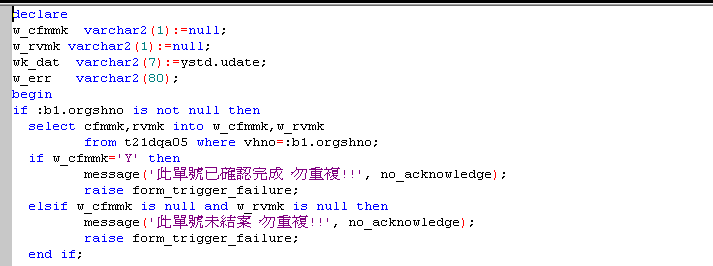 declare
w_cfmmk  varchar2(1):=null;
w_rvmk varchar2(1):=null;
wk_dat  varchar2(7):=ystd.udate;
w_err   varchar2(80);
begin
if :b1.orgshno is not null then
  select cfmmk,rvmk into w_cfmmk,w_rvmk
         from t21dqa05 where vhno=:b1.orgshno;
  if w_cfmmk='Y' then
         message('此單號已確認完成 勿重複!!', no_acknowledge);
         raise form_trigger_failure;
  elsif w_cfmmk is null and w_rvmk is null then
         message('此單號未結案 勿重複!!', no_acknowledge);
         raise form_trigger_failure;
  end if;